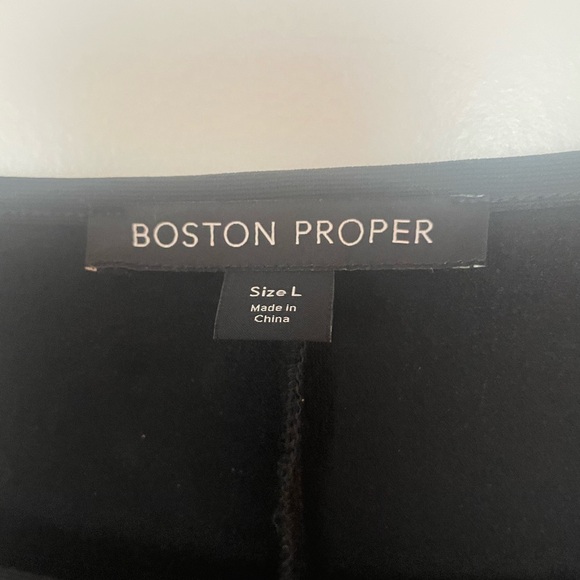 BOSTON PROPER
Size L
Made in
China